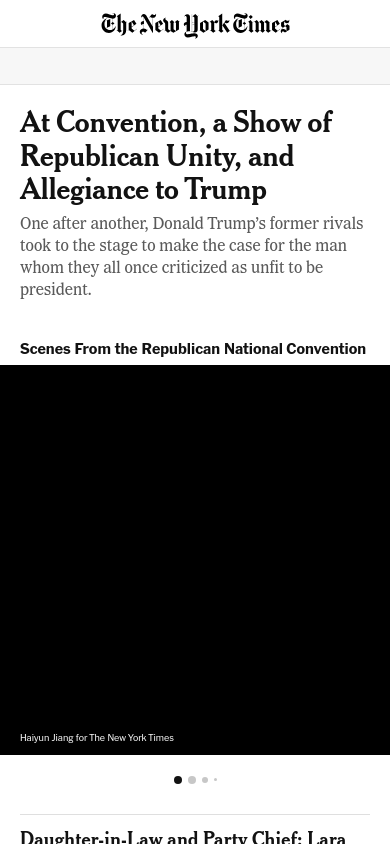 The New York Times
At Convention, a Show of
Republican Unity, and
Allegiance to Trump
One after another, Donald Trump’s former rivals
took to the stage to make the case for the man
whom they all once criticized as unfit to be
president.
Scenes From the Republican National Convention
Haiyun Jiang for The New York Times
Daughter-in-Law and Party Chief: Lara